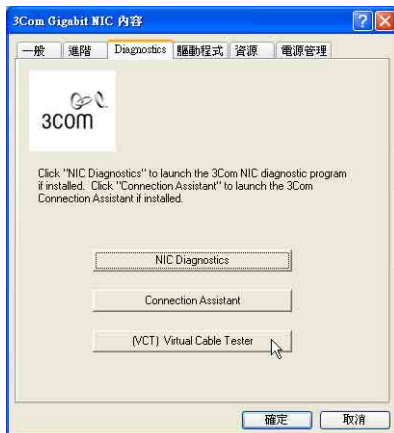 3Com Gigabit NIC 內容
一般 進階 Diagnostics 驅動程式 資源 電源管理
3com
Click "NIC Diagnostics" to launch the 3Com NIC diagnostic program
if installed. Click "Connection Assistant" to launch the 3Com
Connection Assistant if installed.
NIC Diagnostics
Connection Assistant
(VCT) Virtual Cable Tester
確定 取消